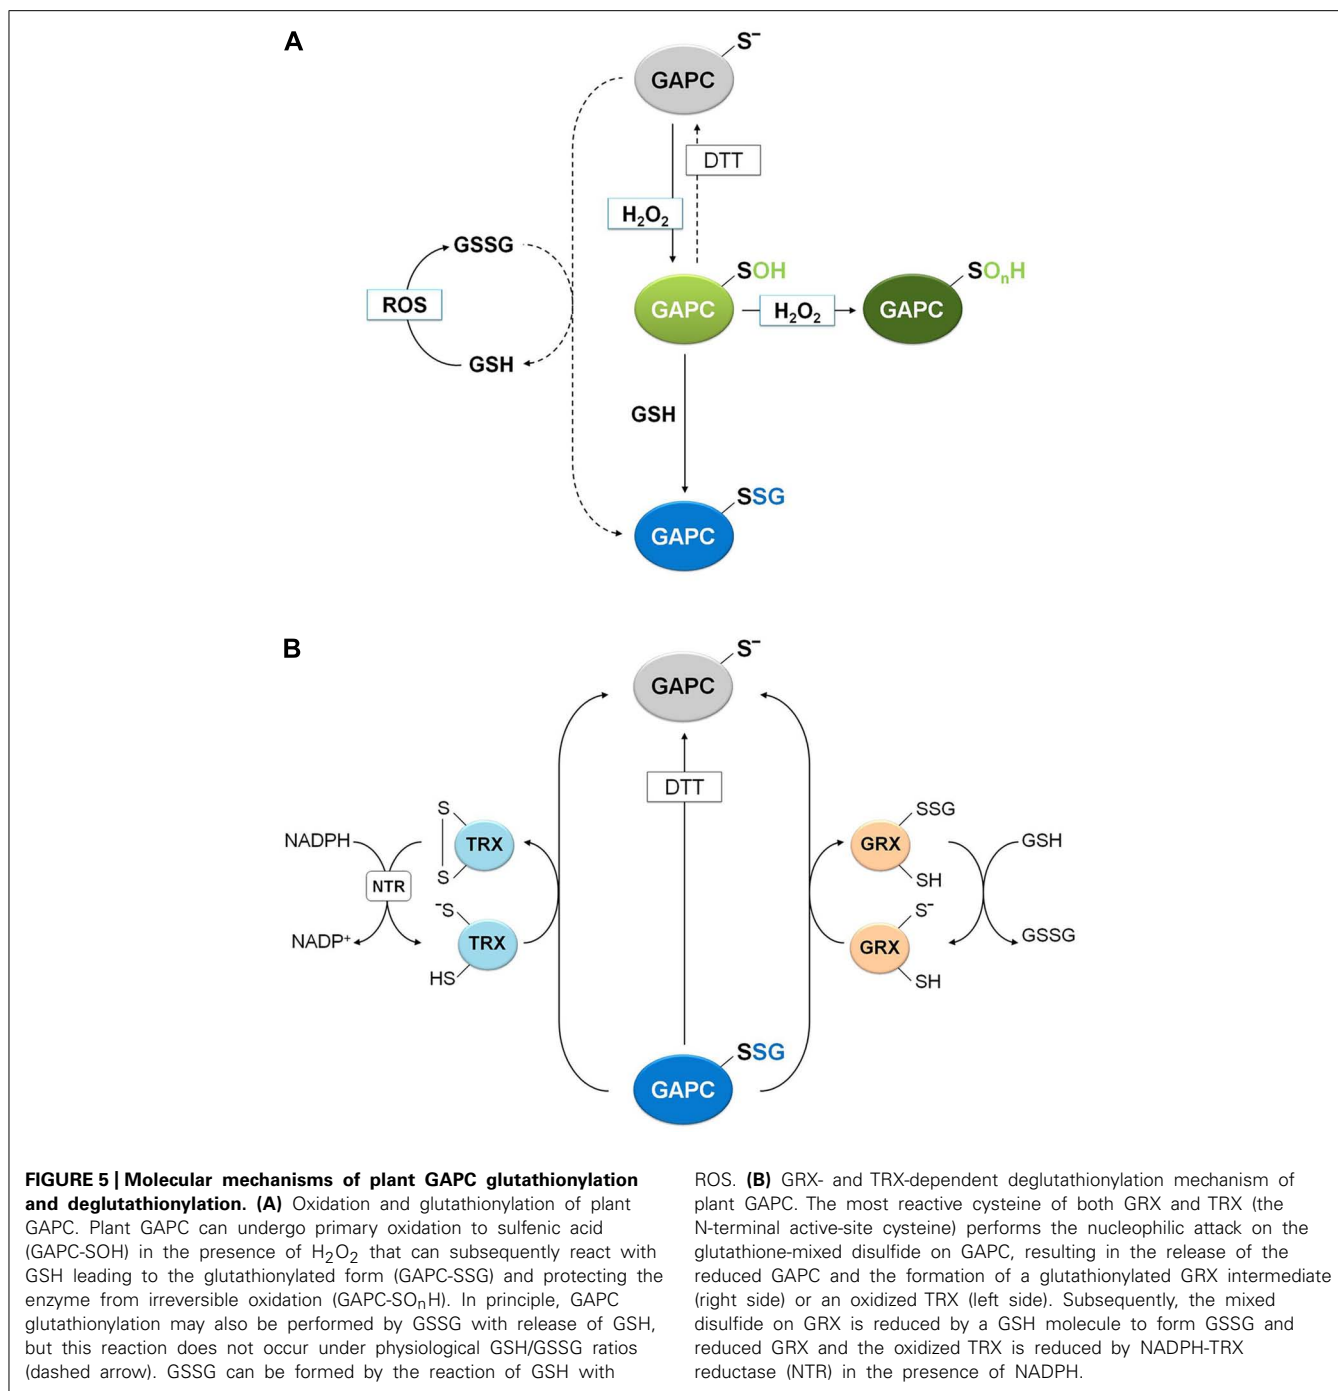 A
S⁻
GAPC
DTT
H₂O₂
GSSG
SOH
SOₙH
ROS
GAPC
H₂O₂
GAPC
GSH
GSH
SSG
GAPC
B
S⁻
GAPC
DTT
S
SSG
NADPH
TRX
GRX
GSH
S
SH
NTR
⁻S
S⁻
NADP⁺
TRX
GRX
GSSG
HS
SH
SSG
GAPC
FIGURE 5 | Molecular mechanisms of plant GAPC glutathionylation
and deglutathionylation. (A) Oxidation and glutathionylation of plant
GAPC. Plant GAPC can undergo primary oxidation to sulfenic acid
(GAPC-SOH) in the presence of H₂O₂ that can subsequently react with
GSH leading to the glutathionylated form (GAPC-SSG) and protecting the
enzyme from irreversible oxidation (GAPC-SOₙH). In principle, GAPC
glutathionylation may also be performed by GSSG with release of GSH,
but this reaction does not occur under physiological GSH/GSSG ratios
(dashed arrow). GSSG can be formed by the reaction of GSH with
ROS. (B) GRX- and TRX-dependent deglutathionylation mechanism of
plant GAPC. The most reactive cysteine of both GRX and TRX (the
N-terminal active-site cysteine) performs the nucleophilic attack on the
glutathione-mixed disulfide on GAPC, resulting in the release of the
reduced GAPC and the formation of a glutathionylated GRX intermediate
(right side) or an oxidized TRX (left side). Subsequently, the mixed
disulfide on GRX is reduced by a GSH molecule to form GSSG and
reduced GRX and the oxidized TRX is reduced by NADPH-TRX
reductase (NTR) in the presence of NADPH.